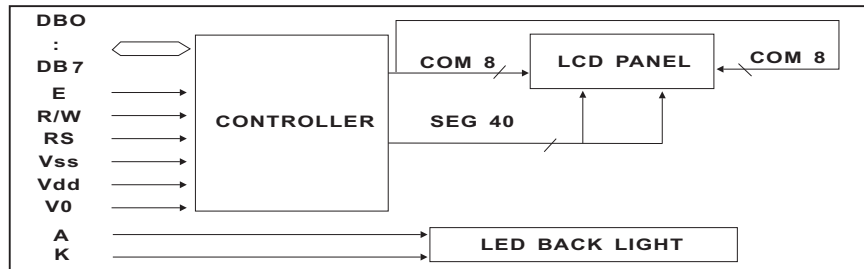 DBO
:
DB7
E
R/W
RS
Vss
Vdd
V0
A
K
CONTROLLER
COM 8
SEG 40
LCD PANEL
COM 8
LED BACK LIGHT